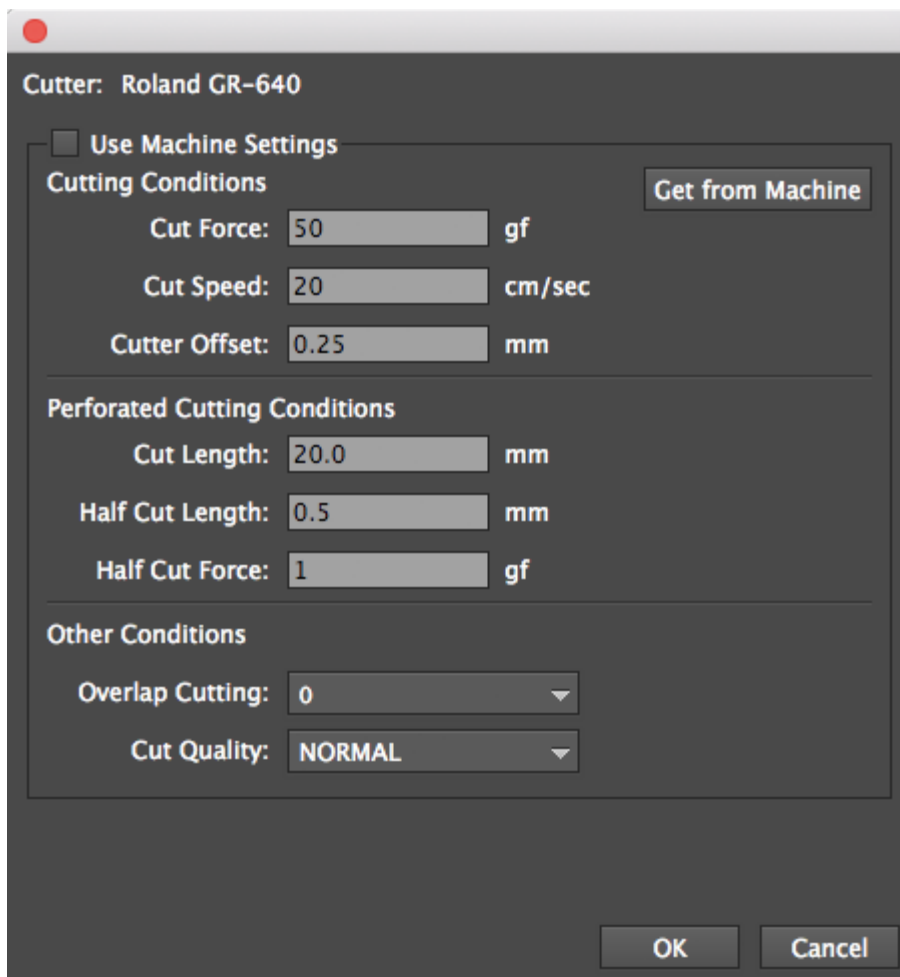 Cutter: Roland GR-640
Use Machine Settings
Cutting Conditions
Get from Machine
Cut Force: 50 gf
Cut Speed: 20 cm/sec
Cutter Offset: 0.25 mm
Perforated Cutting Conditions
Cut Length: 20.0 mm
Half Cut Length: 0.5 mm
Half Cut Force: 1 gf
Other Conditions
Overlap Cutting: 0
Cut Quality: NORMAL
OK Cancel